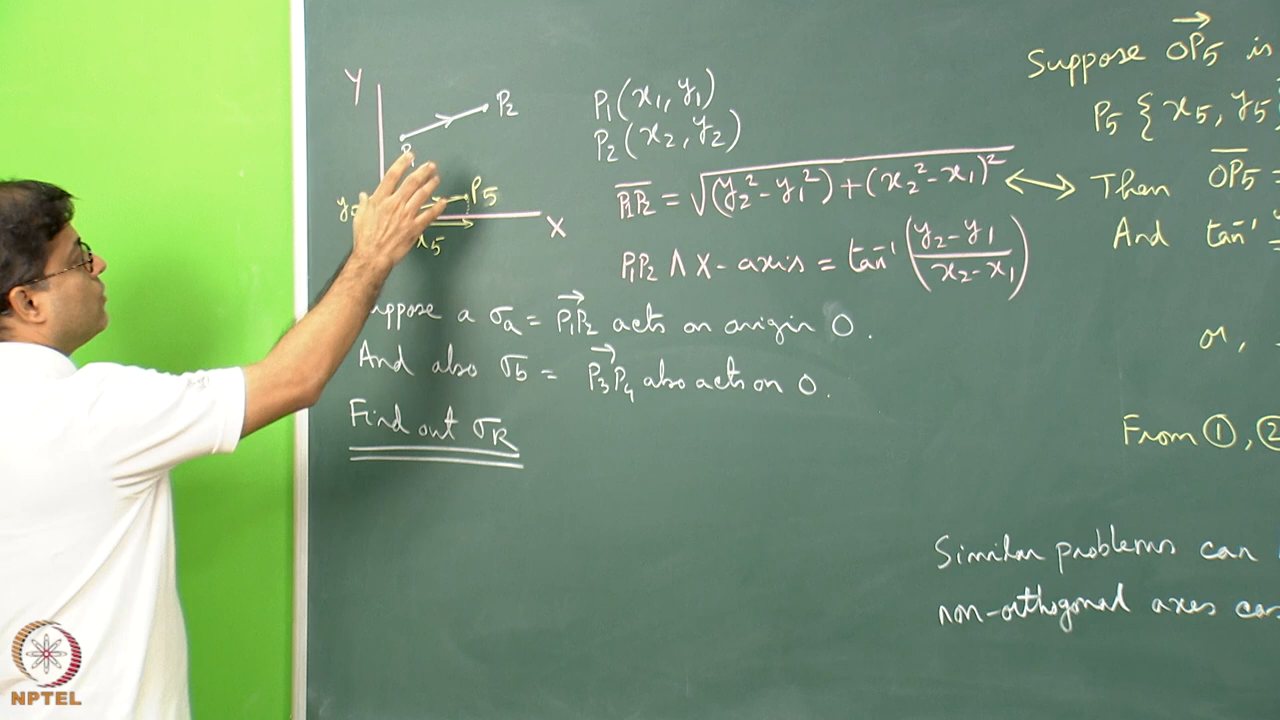 Y
P₂
P₅
X
x₅
P₁(x₁, y₁)
P₂(x₂, y₂)
P₁P₂ = √(y₂² - y₁²) + (x₂² - x₁)²
P₁P₂ Λ X-axis = tan⁻¹ (y₂ - y₁ / x₂ - x₁)
Suppose a σₐ = P₁P₂ acts on origin O.
And also σb = P₃P₄ also acts on O.
Find out σR
Suppose OP₅ is
P₅ { x₅, y₅
Then OP₅ =
And tan⁻¹
or,
From ①, ②
Similar problems can
non-orthogonal axes
NPTEL